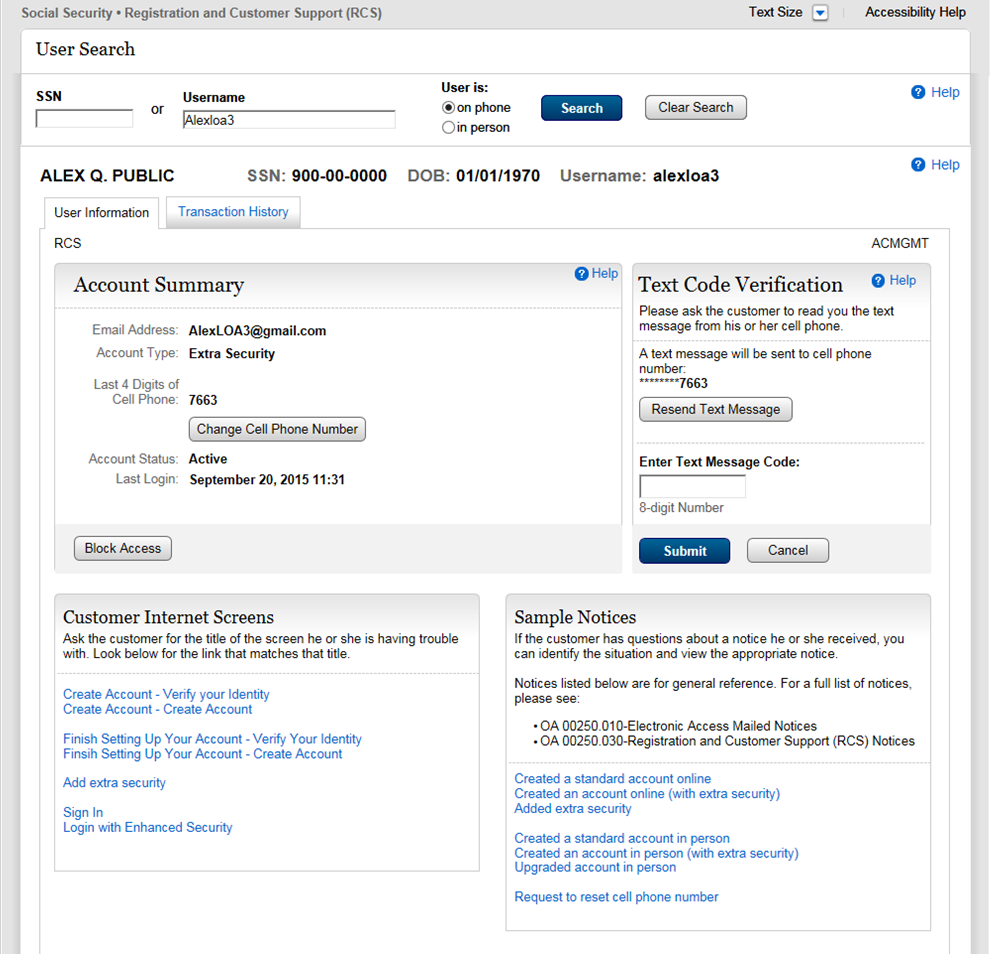 Social Security • Registration and Customer Support (RCS)
Text Size
Accessibility Help
User Search
SSN
or
Username
Alexloa3
User is:
on phone
in person
Search
Clear Search
Help
ALEX Q. PUBLIC SSN: 900-00-0000 DOB: 01/01/1970 Username: alexloa3
Help
User Information
Transaction History
RCS
ACMGMT
Account Summary
Help
Email Address: AlexLOA3@gmail.com
Account Type: Extra Security
Last 4 Digits of
Cell Phone: 7663
Change Cell Phone Number
Account Status: Active
Last Login: September 20, 2015 11:31
Block Access
Text Code Verification
Help
Please ask the customer to read you the text
message from his or her cell phone.
A text message will be sent to cell phone
number:
********7663
Resend Text Message
Enter Text Message Code:
8-digit Number
Submit
Cancel
Customer Internet Screens
Ask the customer for the title of the screen he or she is having trouble
with. Look below for the link that matches that title.
Create Account - Verify your Identity
Create Account - Create Account
Finish Setting Up Your Account - Verify Your Identity
Finsih Setting Up Your Account - Create Account
Add extra security
Sign In
Login with Enhanced Security
Sample Notices
If the customer has questions about a notice he or she received, you
can identify the situation and view the appropriate notice.
Notices listed below are for general reference. For a full list of notices,
please see:
• OA 00250.010-Electronic Access Mailed Notices
• OA 00250.030-Registration and Customer Support (RCS) Notices
Created a standard account online
Created an account online (with extra security)
Added extra security
Created a standard account in person
Created an account in person (with extra security)
Upgraded account in person
Request to reset cell phone number